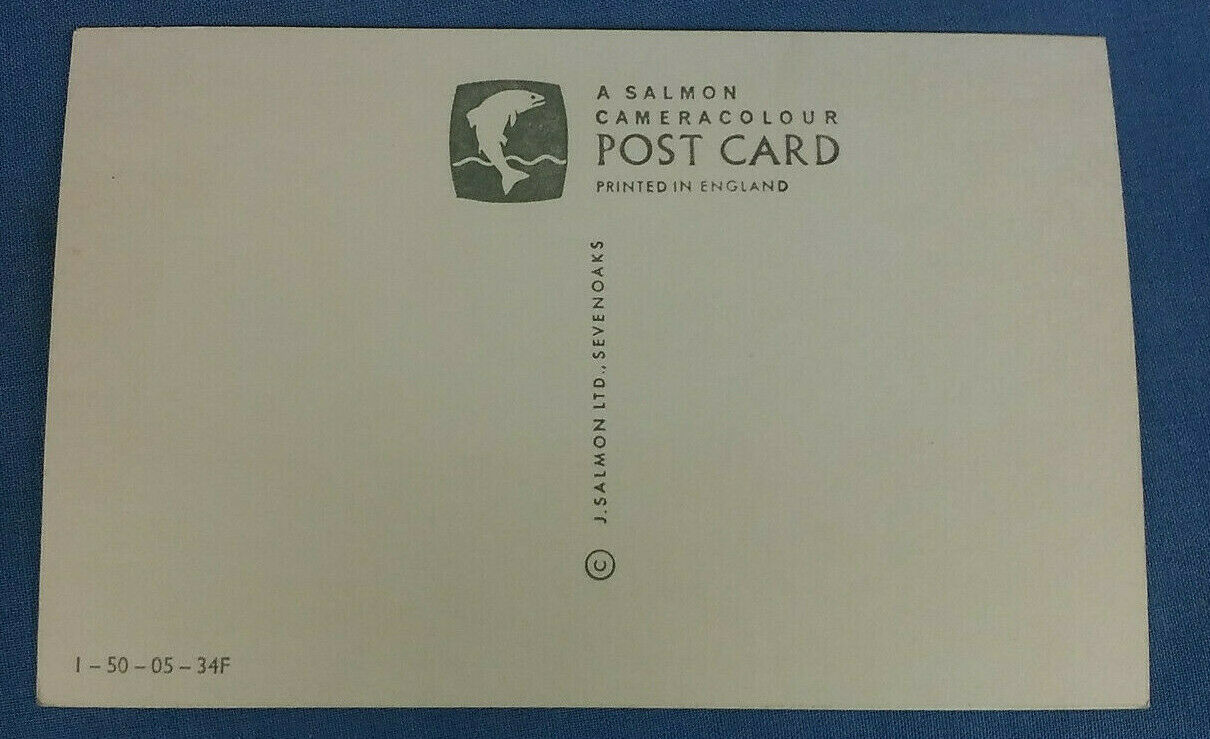 A SALMON
CAMERACOLOUR
POST CARD
PRINTED IN ENGLAND
© J. SALMON LTD., SEVENOAKS
1 – 50 – 05 – 34F